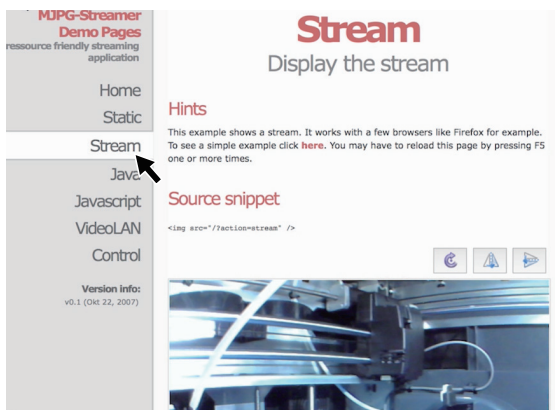 MJPG-Streamer
Demo Pages
ressource friendly streaming
application
Home
Static
Stream
Java
Javascript
VideoLAN
Control
Version info:
v0.1 (Okt 22, 2007)
Stream
Display the stream
Hints
This example shows a stream. It works with a few browsers like Firefox for example.
To see a simple example click here. You may have to reload this page by pressing F5
one or more times.
Source snippet
<img src="/?action=stream" />